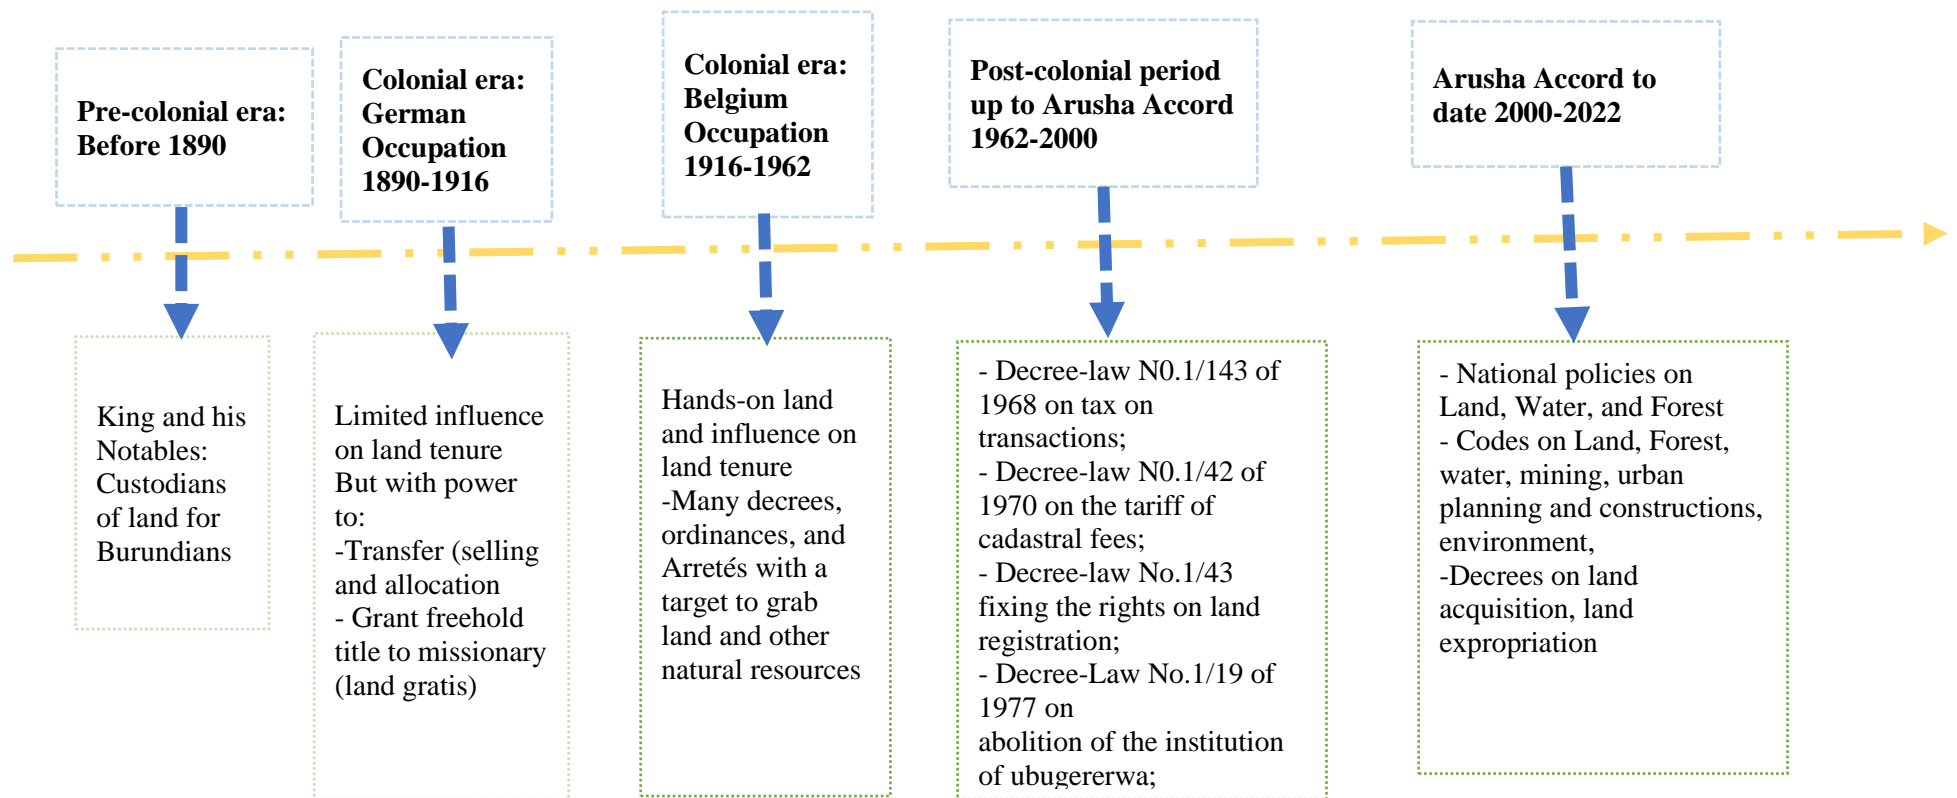 Pre-colonial era:
Before 1890
Colonial era:
German
Occupation
1890-1916
Colonial era:
Belgium
Occupation
1916-1962
Post-colonial period
up to Arusha Accord
1962-2000
Arusha Accord to
date 2000-2022
King and his
Notables:
Custodians
of land for
Burundians
Limited influence
on land tenure
But with power
to:
-Transfer (selling
and allocation
- Grant freehold
title to missionary
(land gratis)
Hands-on land
and influence on
land tenure
-Many decrees,
ordinances, and
Arretés with a
target to grab
land and other
natural resources
- Decree-law N0.1/143 of
1968 on tax on
transactions;
- Decree-law N0.1/42 of
1970 on the tariff of
cadastral fees;
- Decree-law No.1/43
fixing the rights on land
registration;
- Decree-Law No.1/19 of
1977 on
abolition of the institution
of ubugererwa;
- National policies on
Land, Water, and Forest
- Codes on Land, Forest,
water, mining, urban
planning and constructions,
environment,
-Decrees on land
acquisition, land
expropriation